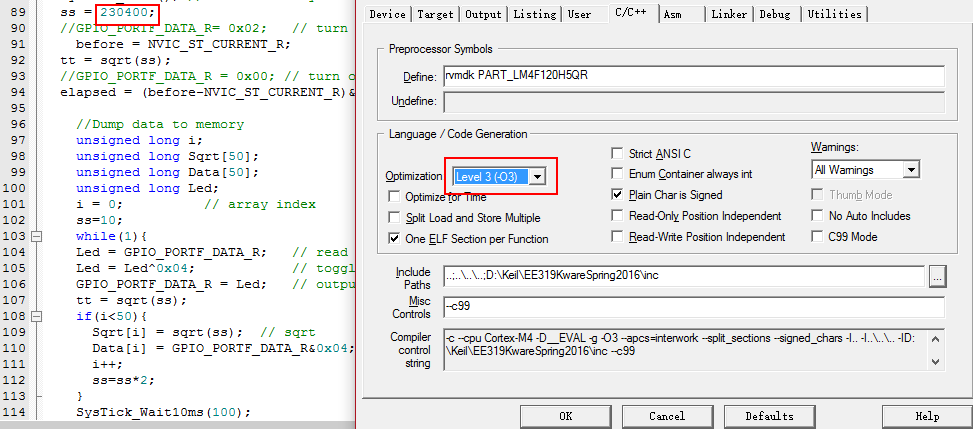 89 ss = 230400;
90 //GPIO_PORTF_DATA_R= 0x02; // turn
91 before = NVIC_ST_CURRENT_R;
92 tt = sqrt(ss);
93 //GPIO_PORTF_DATA_R = 0x00; // turn o
94 elapsed = (before-NVIC_ST_CURRENT_R)&
95
96 //Dump data to memory
97 unsigned long i;
98 unsigned long Sqrt[50];
99 unsigned long Data[50];
100 unsigned long Led;
101 i = 0; // array index
102 ss=10;
103 while(1){
104 Led = GPIO_PORTF_DATA_R; // read
105 Led = Led^0x04; // toggl
106 GPIO_PORTF_DATA_R = Led; // outpu
107 tt = sqrt(ss);
108 if(i<50){
109 Sqrt[i] = sqrt(ss); // sqrt
110 Data[i] = GPIO_PORTF_DATA_R&0x04;
111 i++;
112 ss=ss*2;
113 }
114 SysTick_Wait10ms(100);
Device Target Output Listing User C/C++ Asm Linker Debug Utilities
Preprocessor Symbols
Define: rvmdk PART_LM4F120H5QR
Undefine:
Language / Code Generation
Optimization Level 3 (-O3)
Optimize for Time
Split Load and Store Multiple
One ELF Section per Function
Strict ANSI C
Enum Container always int
Plain Char is Signed
Read-Only Position Independent
Read-Write Position Independent
Warnings:
All Warnings
Thumb Mode
No Auto Includes
C99 Mode
Include
Paths
..;..\..\..;D:\Keil\EE319KwareSpring2016\inc
...
Misc
Controls
--c99
Compiler
control
string
-c --cpu Cortex-M4 -D__EVAL -g -O3 --apcs=interwork --split_sections --signed_chars -I.. -I..\..\.. -ID:
\Keil\EE319KwareSpring2016\inc --c99
OK Cancel Defaults Help